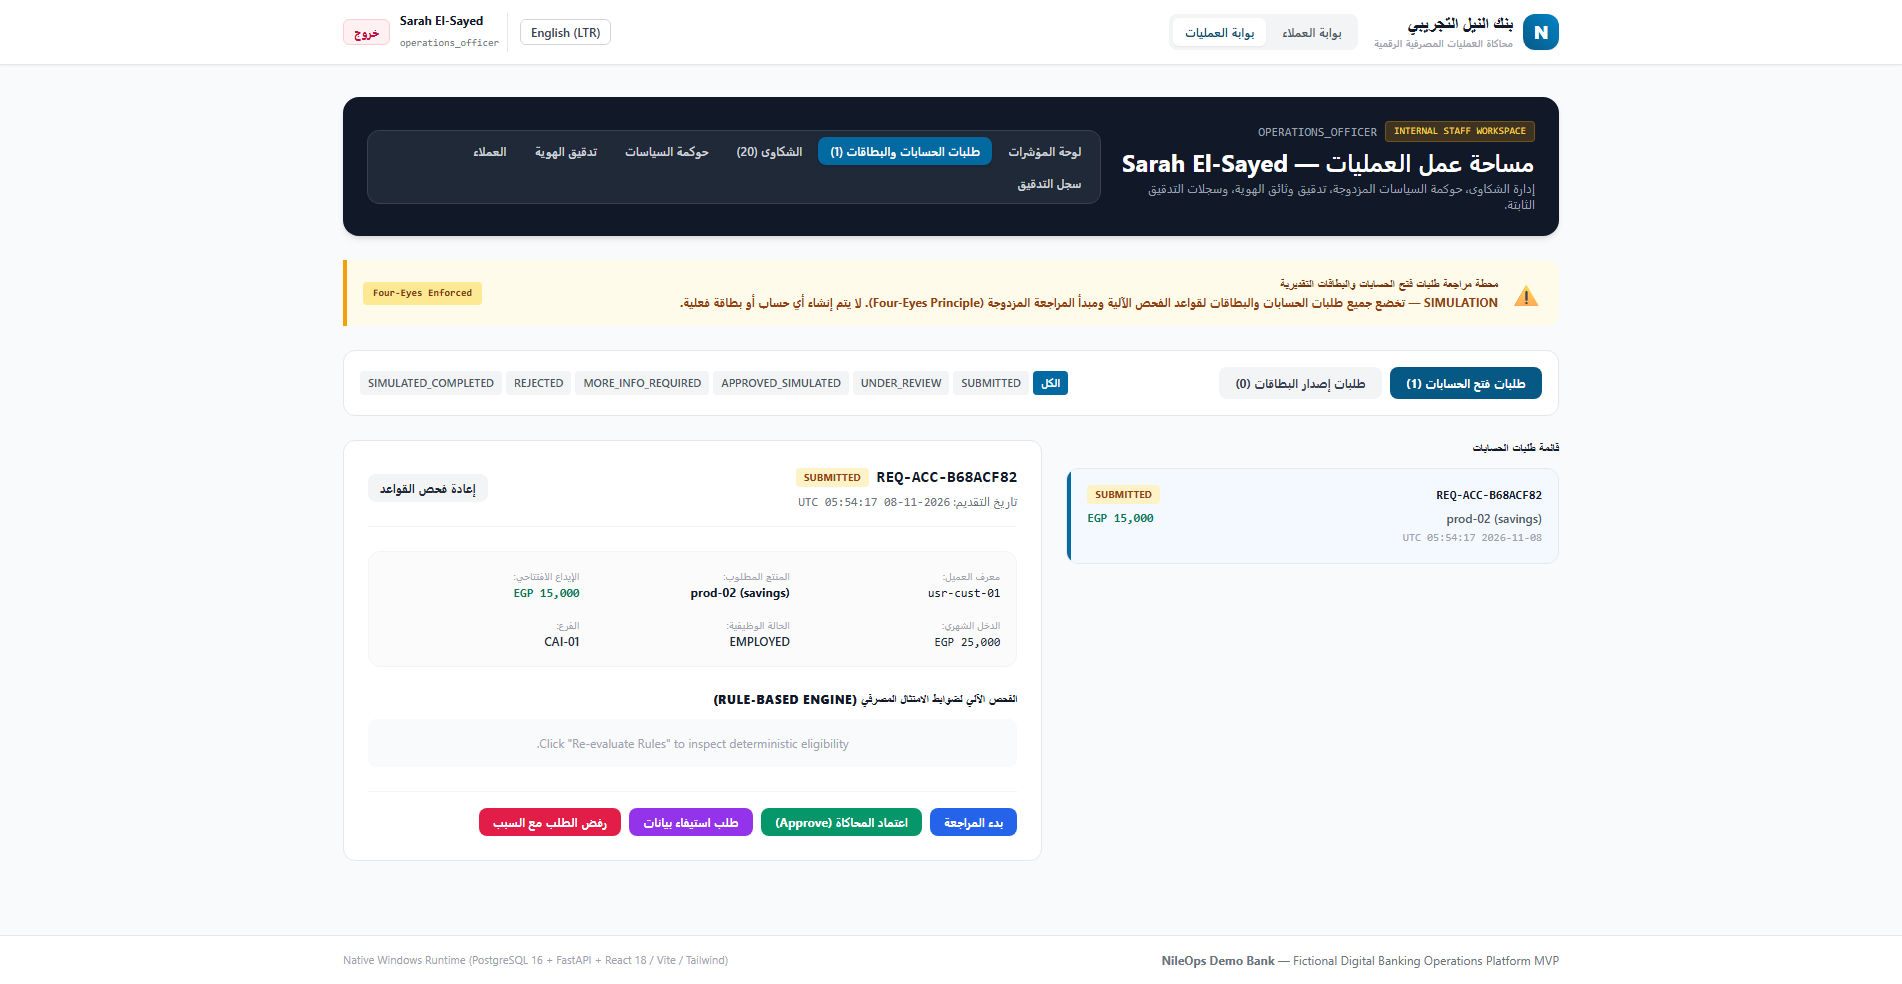 N
بنك النيل التجريبي
محاكاة العمليات المصرفية الرقمية
بوابة العملاء
بوابة العمليات
English (LTR)
Sarah El-Sayed
operations_officer
خروج
INTERNAL STAFF WORKSPACE
OPERATIONS_OFFICER
مساحة عمل العمليات — Sarah El-Sayed
إدارة الشكاوى، حوكمة السياسات المزدوجة، تدقيق وثائق الهوية، وسجلات التدقيق
الثابتة.
لوحة المؤشرات
طلبات الحسابات والبطاقات (1)
الشكاوى (20)
حوكمة السياسات
تدقيق الهوية
العملاء
سجل التدقيق
محطة مراجعة طلبات فتح الحسابات والبطاقات التقديرية
SIMULATION — تخضع جميع طلبات الحسابات والبطاقات لقواعد الفحص الآلية ومبدأ المراجعة المزدوجة (Four-Eyes Principle). لا يتم إنشاء أي حساب أو بطاقة فعلية.
Four-Eyes Enforced
طلبات فتح الحسابات (1)
طلبات إصدار البطاقات (0)
الكل
SUBMITTED
UNDER_REVIEW
APPROVED_SIMULATED
MORE_INFO_REQUIRED
REJECTED
SIMULATED_COMPLETED
قائمة طلبات الحسابات
REQ-ACC-B68ACF82
SUBMITTED
prod-02 (savings)
EGP 15,000
UTC 05:54:17 2026-11-08
REQ-ACC-B68ACF82
SUBMITTED
تاريخ التقديم: UTC 05:54:17 08-11-2026
إعادة فحص القواعد
معرف العميل:
usr-cust-01
المنتج المطلوب:
prod-02 (savings)
الإيداع الافتتاحي:
EGP 15,000
الدخل الشهري:
EGP 25,000
الحالة الوظيفية:
EMPLOYED
الفرع:
CAI-01
الفحص الآلي لضوابط الامتثال المصرفي (RULE-BASED ENGINE)
.Click "Re-evaluate Rules" to inspect deterministic eligibility
بدء المراجعة
اعتماد المحاكاة (Approve)
طلب استيفاء بيانات
رفض الطلب مع السبب
NileOps Demo Bank — Fictional Digital Banking Operations Platform MVP
Native Windows Runtime (PostgreSQL 16 + FastAPI + React 18 / Vite / Tailwind)